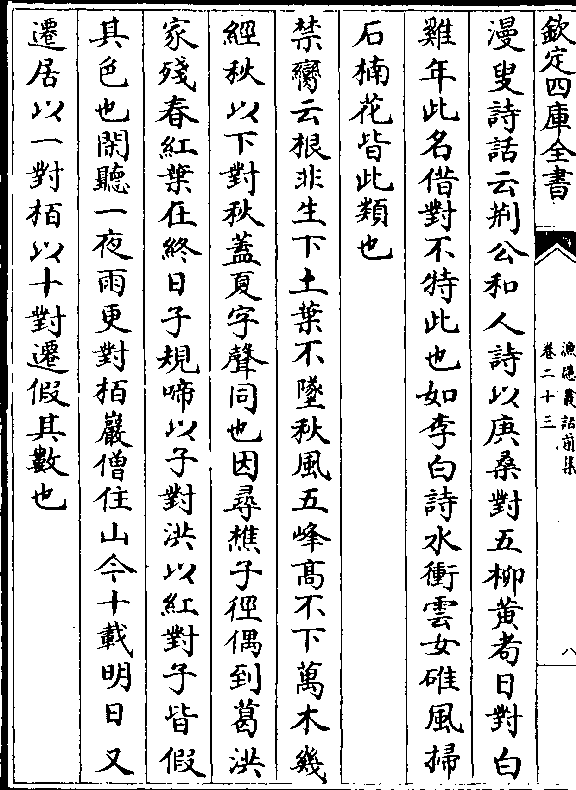 欽定四庫全書
漁隱叢話前集
卷二十三
八
漫叟詩話云荆公和人詩以庚桑對五柳黄耇日對白
雞年此名借對不特此也如李白詩水衝雲女碓風掃
石楠花皆此類也
禁臠云根非生下土葉不墜秋風五峰髙不下萬木幾
經秋以下對秋蓋夏字聲同也因尋樵子徑偶到葛洪
家殘春紅葉在終日子規啼以子對洪以紅對子皆假
其色也閑聽一夜雨更對栢巖僧住山今十載明日又
遷居以一對栢以十對遷假其數也